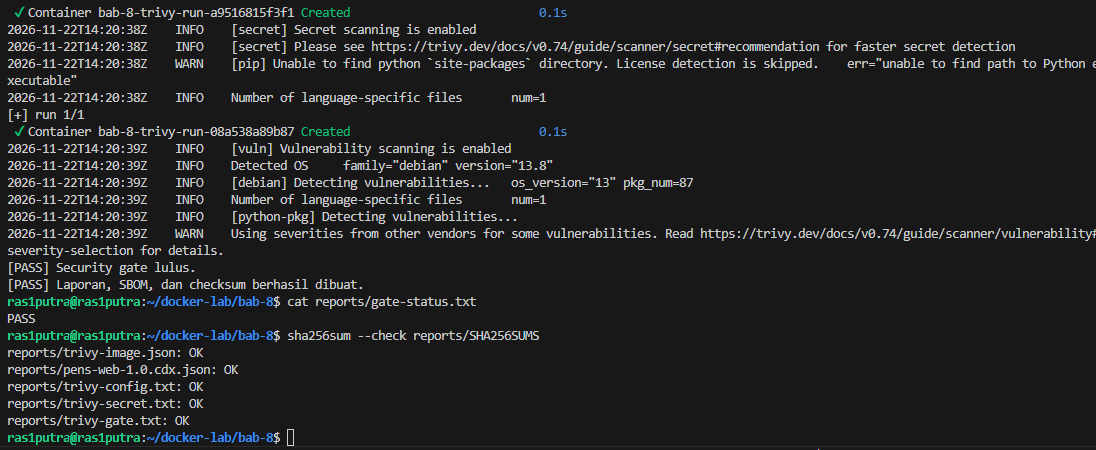 ✓ Container bab-8-trivy-run-a9516815f3f1 Created 0.1s
2026-11-22T14:20:38Z INFO [secret] Secret scanning is enabled
2026-11-22T14:20:38Z INFO [secret] Please see https://trivy.dev/docs/v0.74/guide/scanner/secret#recommendation for faster secret detection
2026-11-22T14:20:38Z WARN [pip] Unable to find python `site-packages` directory. License detection is skipped. err="unable to find path to Python e
xecutable"
2026-11-22T14:20:38Z INFO Number of language-specific files num=1
[+] run 1/1
✓ Container bab-8-trivy-run-08a538a89b87 Created 0.1s
2026-11-22T14:20:39Z INFO [vuln] Vulnerability scanning is enabled
2026-11-22T14:20:39Z INFO Detected OS family="debian" version="13.8"
2026-11-22T14:20:39Z INFO [debian] Detecting vulnerabilities... os_version="13" pkg_num=87
2026-11-22T14:20:39Z INFO Number of language-specific files num=1
2026-11-22T14:20:39Z INFO [python-pkg] Detecting vulnerabilities...
2026-11-22T14:20:39Z WARN Using severities from other vendors for some vulnerabilities. Read https://trivy.dev/docs/v0.74/guide/scanner/vulnerability#
severity-selection for details.
[PASS] Security gate lulus.
[PASS] Laporan, SBOM, dan checksum berhasil dibuat.
ras1putra@ras1putra:~/docker-lab/bab-8$ cat reports/gate-status.txt
PASS
ras1putra@ras1putra:~/docker-lab/bab-8$ sha256sum --check reports/SHA256SUMS
reports/trivy-image.json: OK
reports/pens-web-1.0.cdx.json: OK
reports/trivy-config.txt: OK
reports/trivy-secret.txt: OK
reports/trivy-gate.txt: OK
ras1putra@ras1putra:~/docker-lab/bab-8$